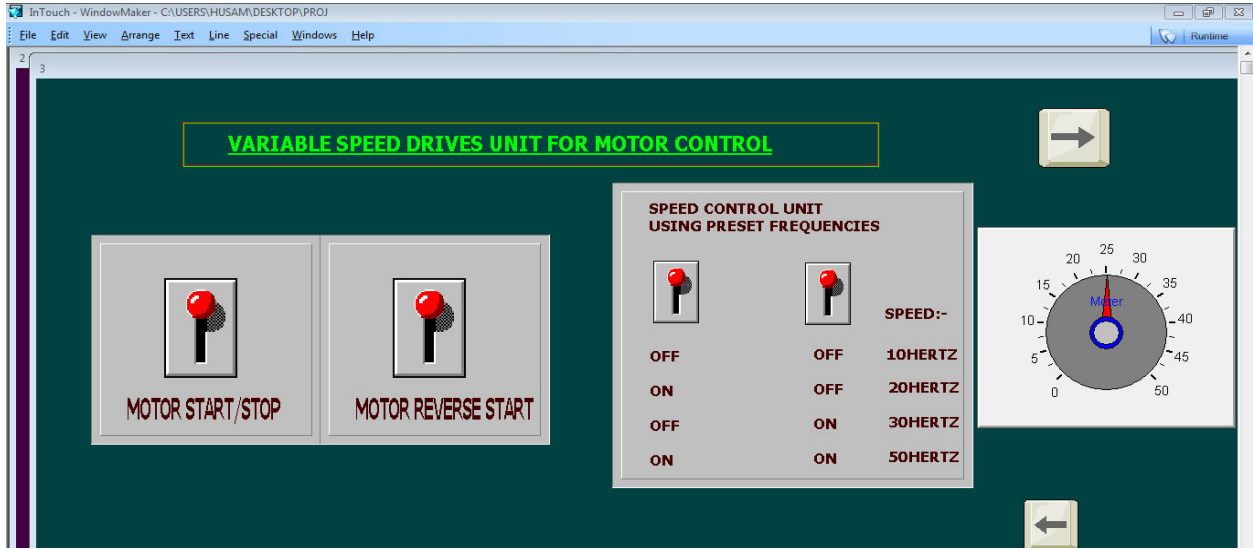 InTouch - WindowMaker - C:\USERS\HUSAM\DESKTOP\PROJ
File Edit View Arrange Text Line Special Windows Help
Runtime
2
3
VARIABLE SPEED DRIVES UNIT FOR MOTOR CONTROL
MOTOR START/STOP
MOTOR REVERSE START
SPEED CONTROL UNIT
USING PRESET FREQUENCIES
SPEED:-
OFF OFF 10HERTZ
ON OFF 20HERTZ
OFF ON 30HERTZ
ON ON 50HERTZ
0
5
10
15
20
25
30
35
40
45
50
Meter